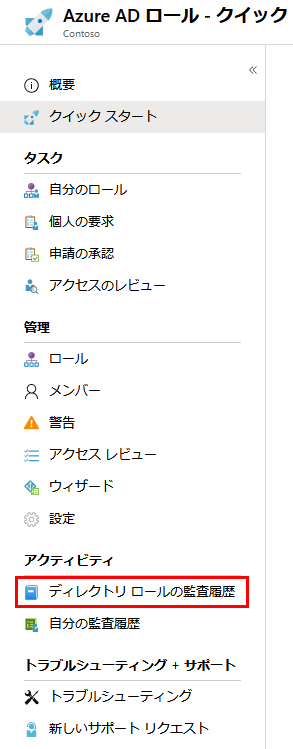 Azure AD ロール - クイック
Contoso
«
概要
クイック スタート
タスク
自分のロール
個人の要求
申請の承認
アクセスのレビュー
管理
ロール
メンバー
警告
アクセス レビュー
ウィザード
設定
アクティビティ
ディレクトリ ロールの監査履歴
自分の監査履歴
トラブルシューティング + サポート
トラブルシューティング
新しいサポート リクエスト